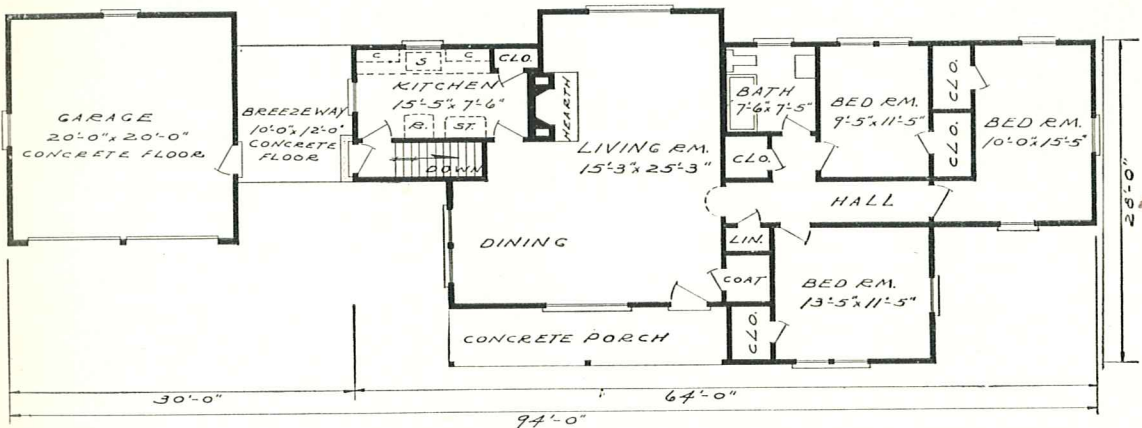 GARAGE
20'-0" x 20'-0"
CONCRETE FLOOR
BREEZEWAY
10'-0" x 12'-0"
CONCRETE
FLOOR
C
S
C
CLO.
KITCHEN
15'-5" x 7'-6"
R.
ST.
DOWN
HEARTH
LIVING RM.
15'-3" x 25'-3"
DINING
BATH
7'-6" x 7'-5"
CLO.
BED RM.
9'-5" x 11'-5"
CLO.
CLO.
BED RM.
10'-0" x 15'-5"
HALL
LIN.
COAT
BED RM.
13'-5" x 11'-5"
CLO.
CONCRETE PORCH
28'-0"
30'-0"
64'-0"
94'-0"